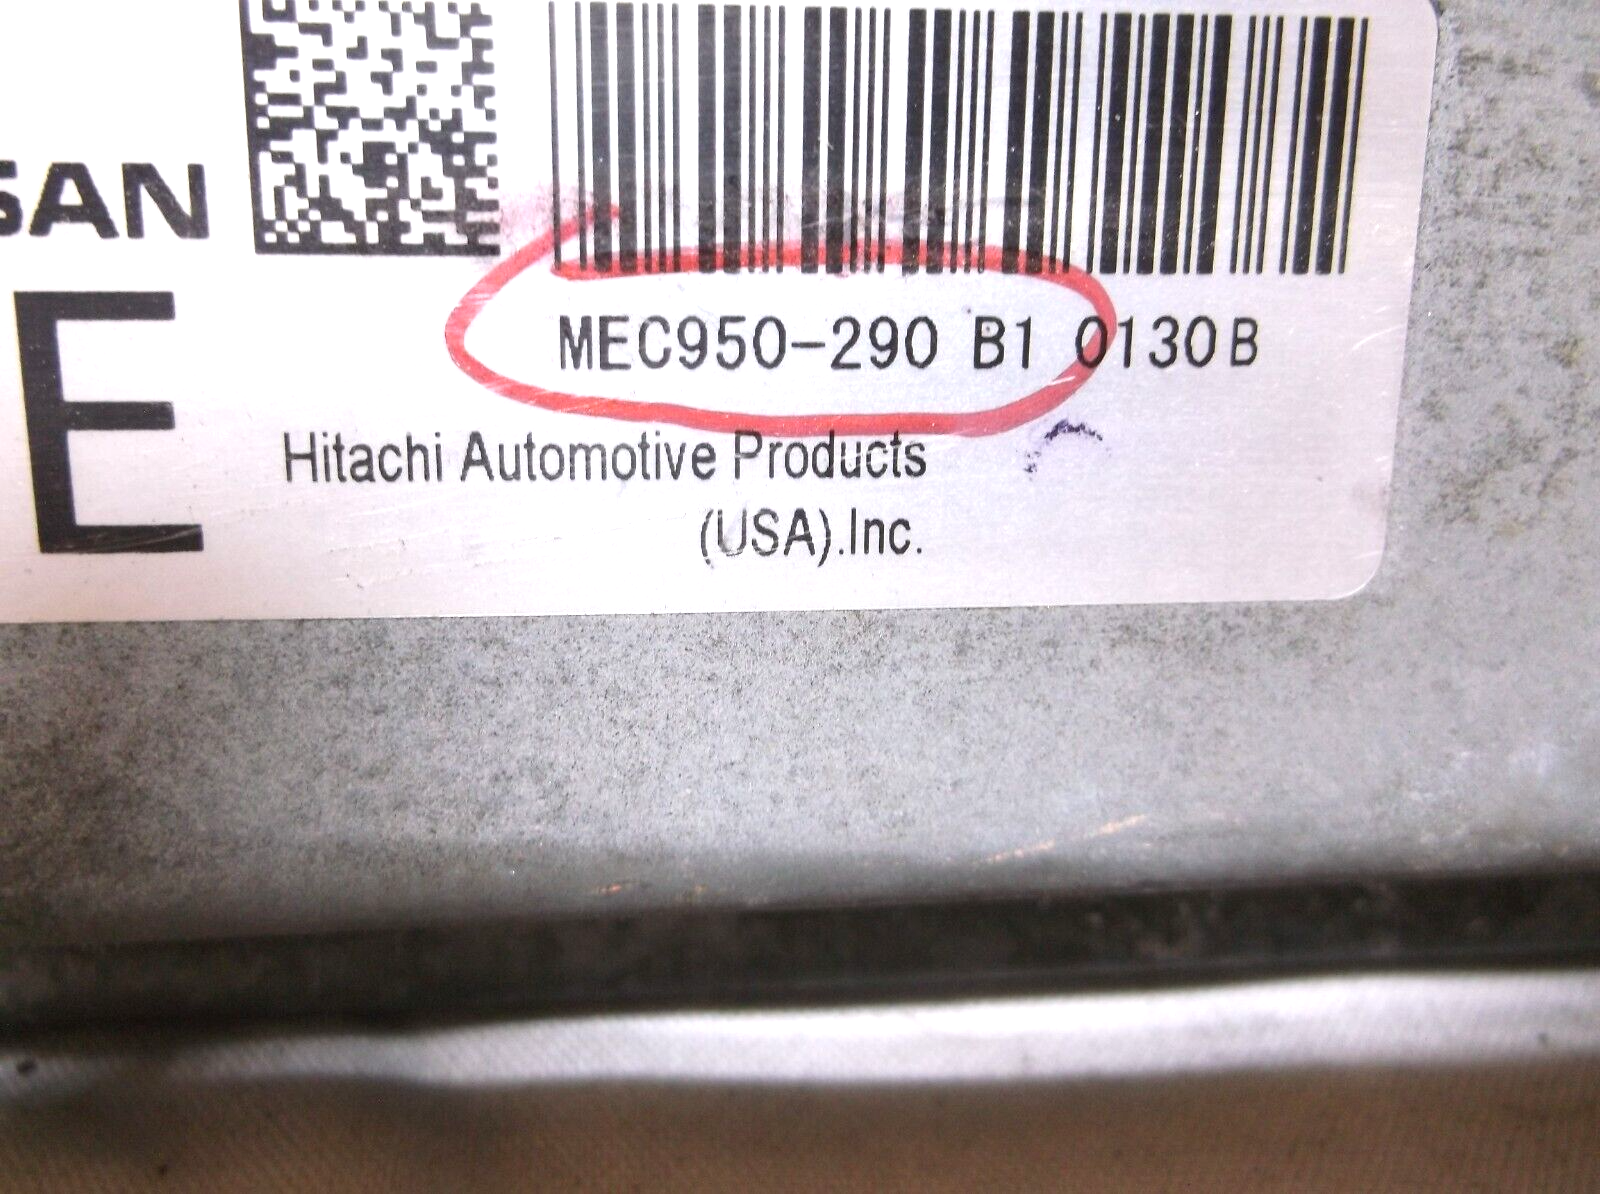 SAN
E
MEC950-290 B1 0130B
Hitachi Automotive Products
(USA).Inc.